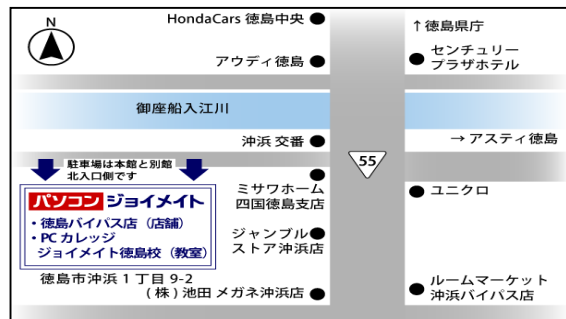 N
HondaCars 徳島中央
↑徳島県庁
アウディ徳島
センチュリー
プラザホテル
御座船入江川
沖浜 交番
→ アスティ徳島
55
駐車場は本館と別館
北入口側です
パソコン ジョイメイト
・徳島バイパス店（店舗）
・PC カレッジ
ジョイメイト徳島校（教室）
ミサワホーム
四国徳島支店
ユニクロ
ジャンブル
ストア沖浜店
徳島市沖浜 1 丁目 9-2
（株）池田 メガネ沖浜店
ルームマーケット
沖浜バイパス店